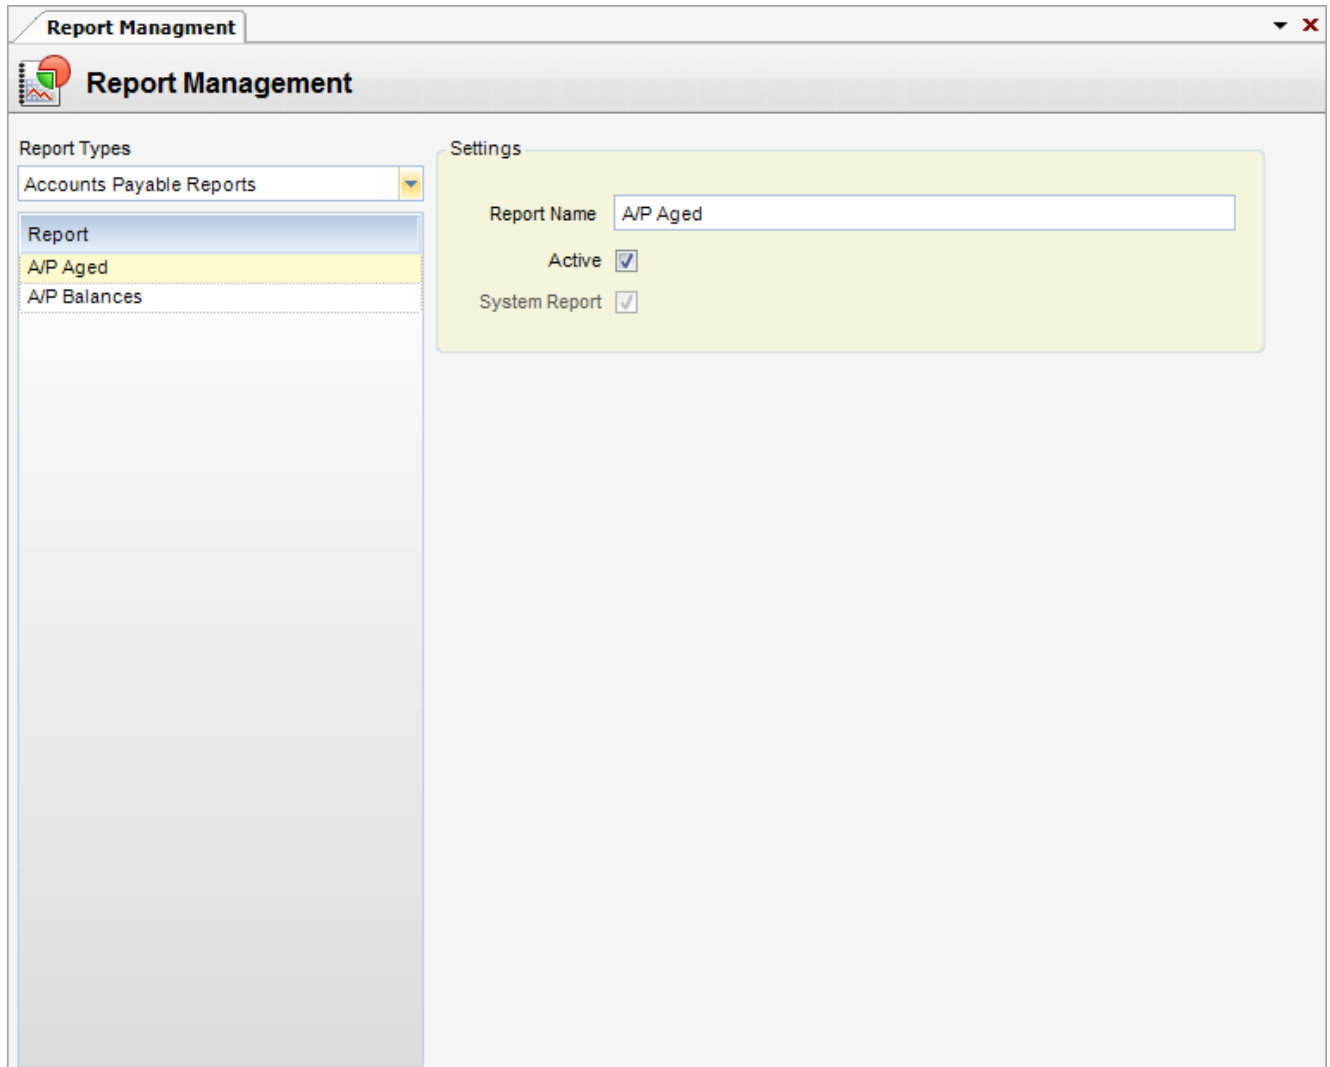 Report Managment
Report Management
Report Types
Accounts Payable Reports
Report
A/P Aged
A/P Balances
Settings
Report Name A/P Aged
Active
System Report